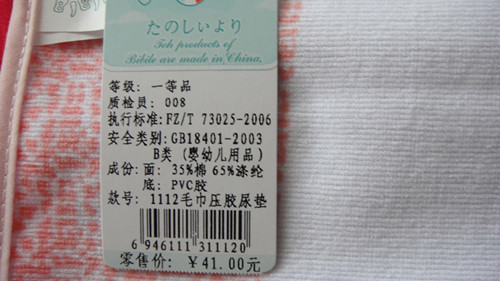 たのしいより
Toh products of
Bibile are made in China.
等级: 一等品
质检员: 008
执行标准:FZ/T 73025-2006
安全类别:GB18401-2003
B类 (婴幼儿用品)
成份: 面: 35%棉 65%涤纶
底: PVC胶
款号: 1112毛巾压胶尿垫
6 946111 311120
零售价: ￥41.00元